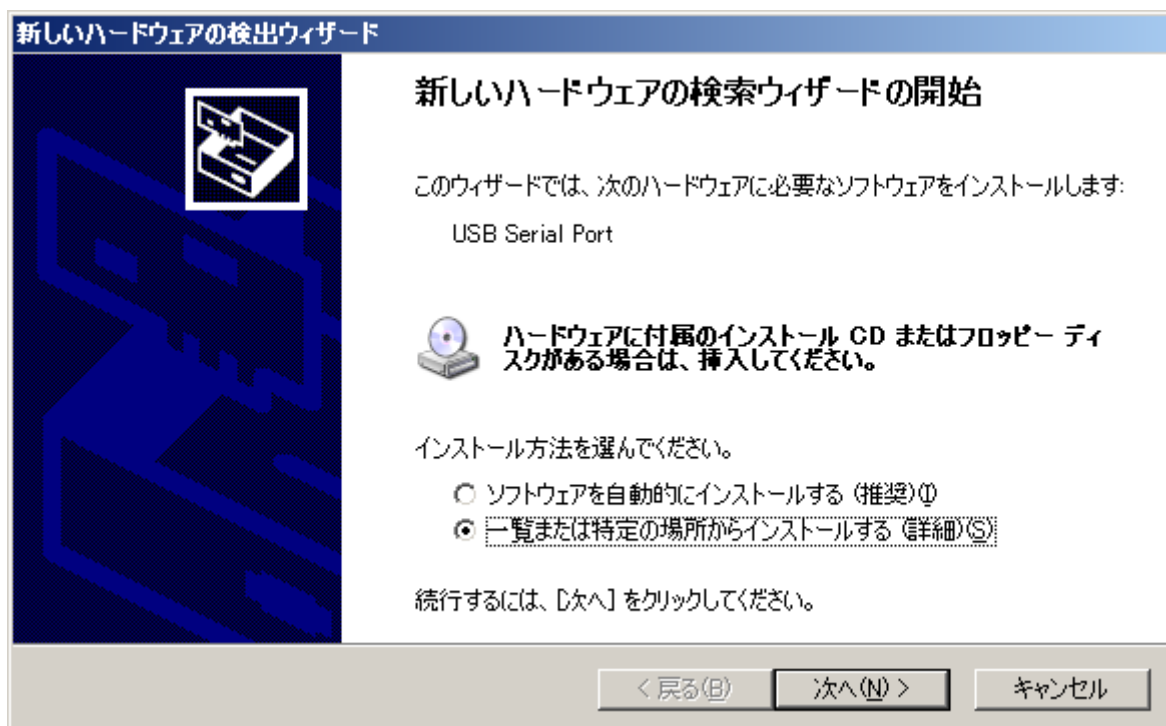 新しいハードウェアの検出ウィザード
新しいハードウェアの検索ウィザードの開始
このウィザードでは、次のハードウェアに必要なソフトウェアをインストールします:
USB Serial Port
ハードウェアに付属のインストール CD またはフロッピー ディ
スクがある場合は、挿入してください。
インストール方法を選んでください。
ソフトウェアを自動的にインストールする (推奨)(I)
一覧または特定の場所からインストールする (詳細)(S)
続行するには、[次へ] をクリックしてください。
< 戻る(B)
次へ(N) >
キャンセル